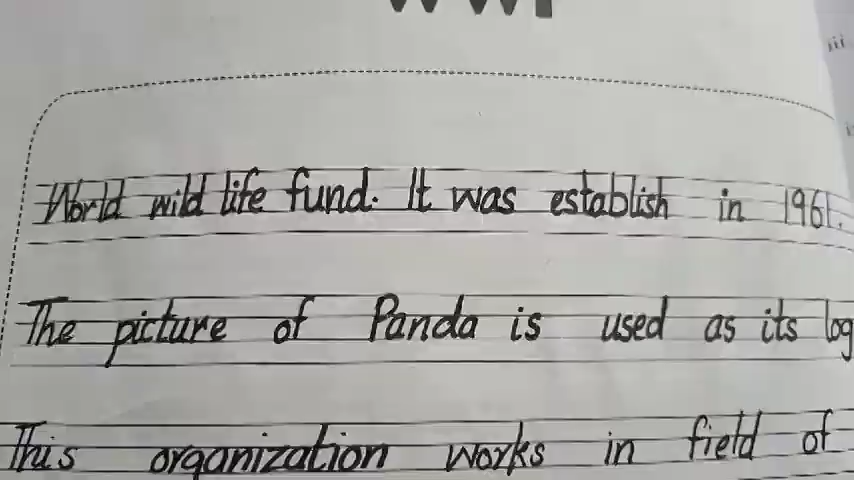 World wild life fund. It was establish in 1961.
The picture of Panda is used as its
This organization works in field of